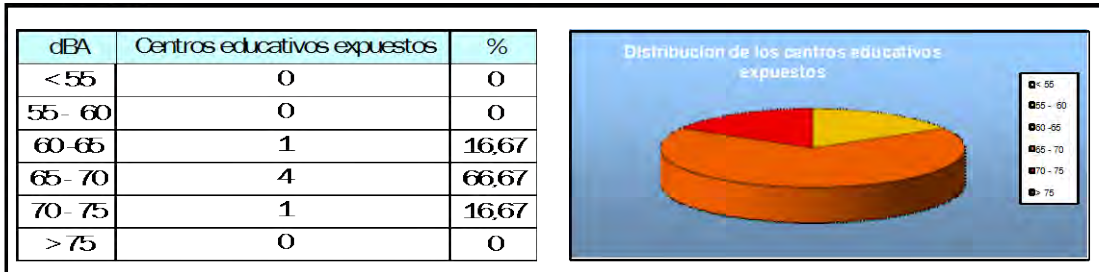 dBA Centros educativos expuestos %
< 55 0 0
55 - 60 0 0
60 -65 1 16,67
65 - 70 4 66,67
70 - 75 1 16,67
> 75 0 0
Distribucion de los centros educativos
expuestos
< 55
55 - 60
60 -65
65 - 70
70 - 75
> 75